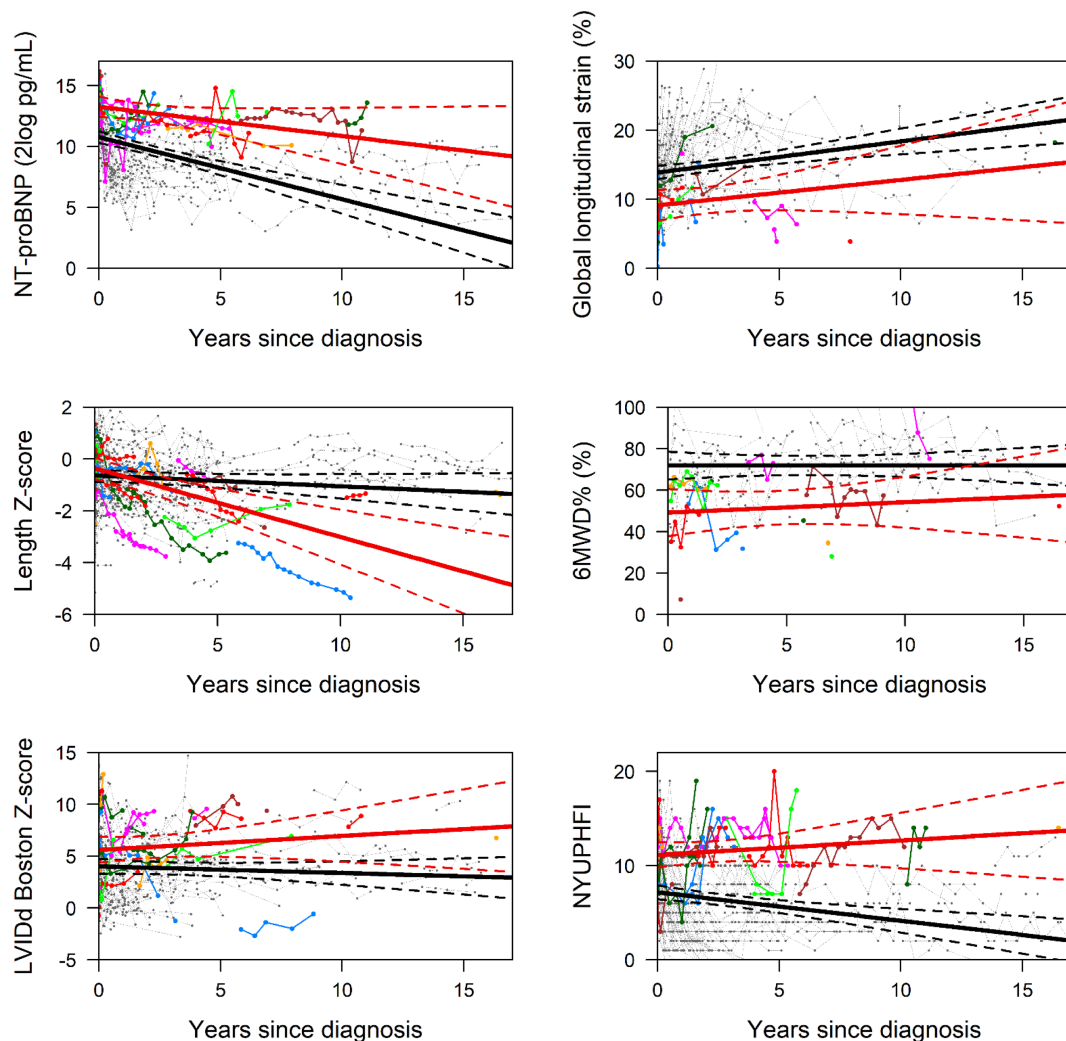 NT-proBNP (2log pg/mL)
15
10
5
0
0 5 10 15
Years since diagnosis
Global longitudinal strain (%)
30
20
10
0
0 5 10 15
Years since diagnosis
Length Z-score
2
0
-2
-4
-6
0 5 10 15
Years since diagnosis
6MWD% (%)
100
80
60
40
20
0
0 5 10 15
Years since diagnosis
LVIDd Boston Z-score
15
10
5
0
-5
0 5 10 15
Years since diagnosis
NYUPHFI
20
10
0
0 5 10 15
Years since diagnosis